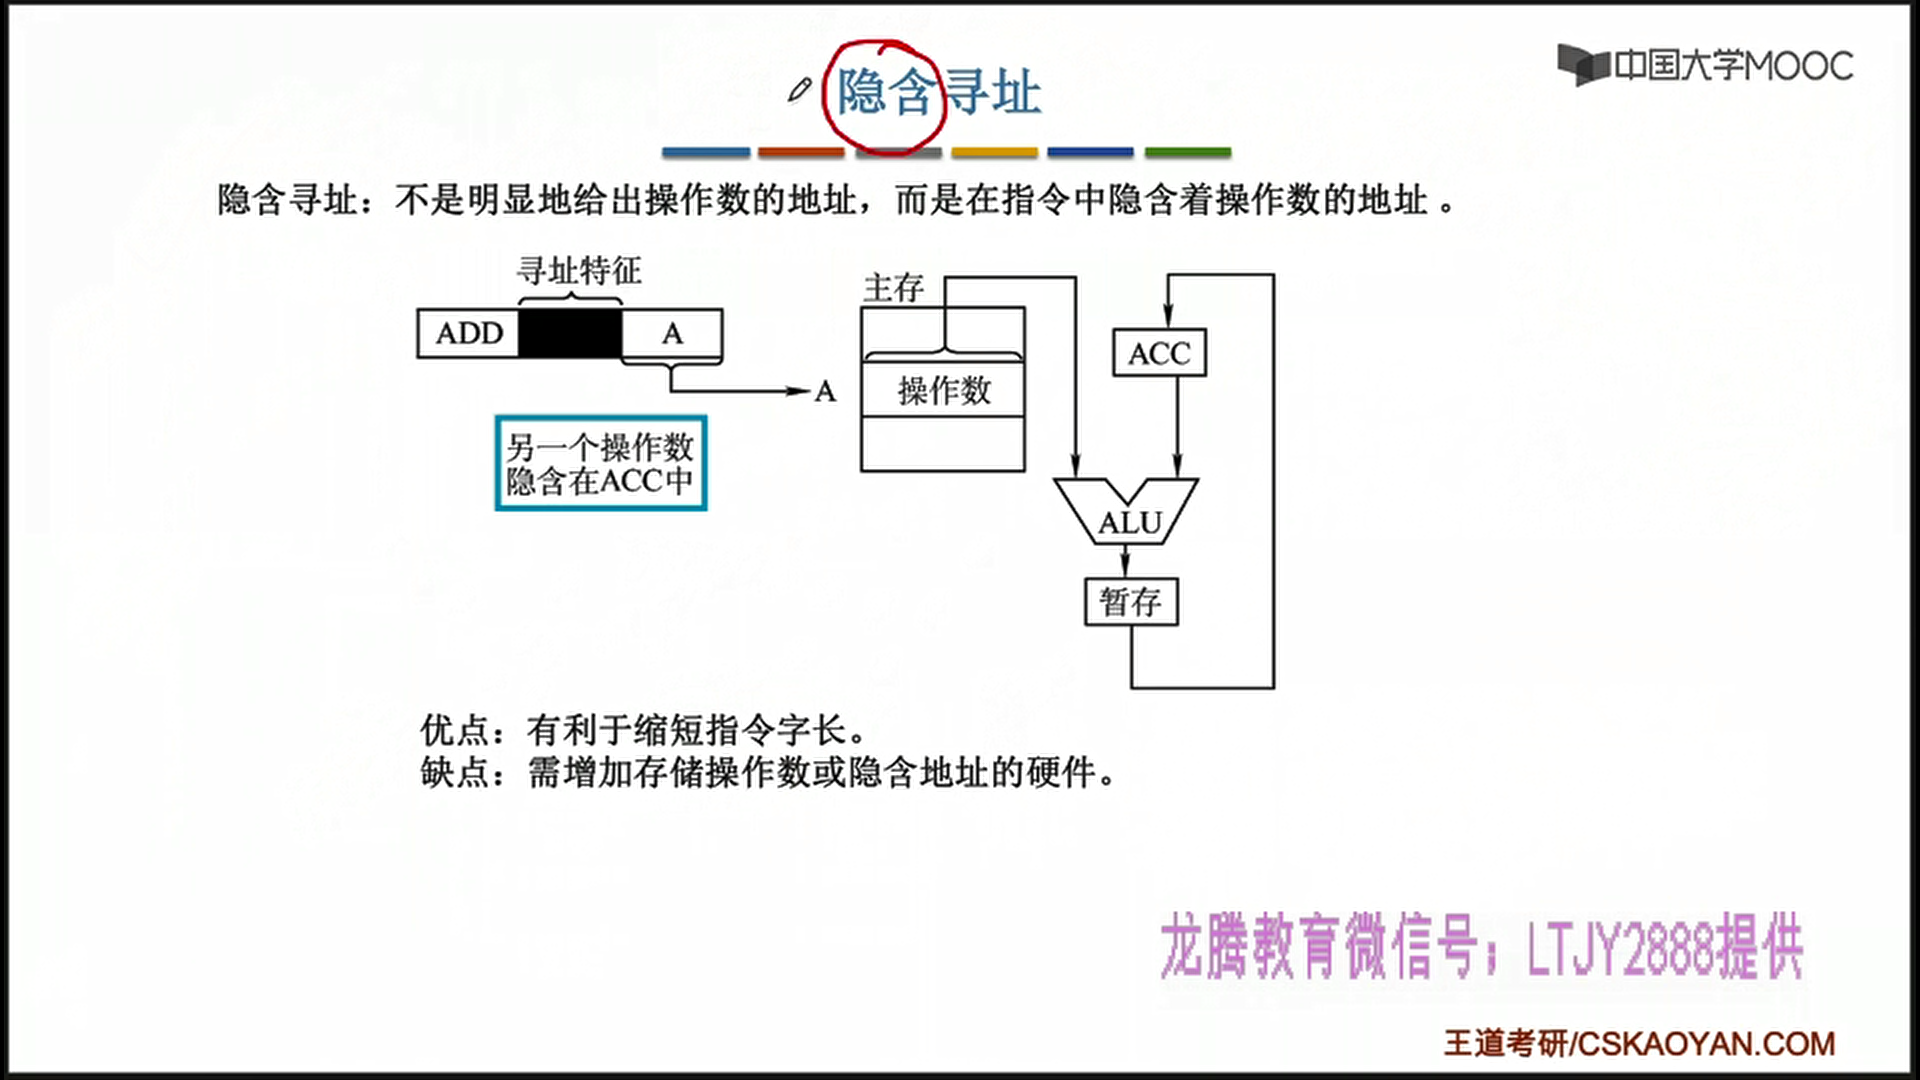 隐含寻址
中国大学MOOC
隐含寻址：不是明显地给出操作数的地址，而是在指令中隐含着操作数的地址 。
寻址特征
ADD
A
A
另一个操作数
隐含在ACC中
主存
操作数
ACC
ALU
暂存
优点：有利于缩短指令字长。
缺点：需增加存储操作数或隐含地址的硬件。
龙腾教育微信号；LTJY2888提供
王道考研/CSKAOYAN.COM